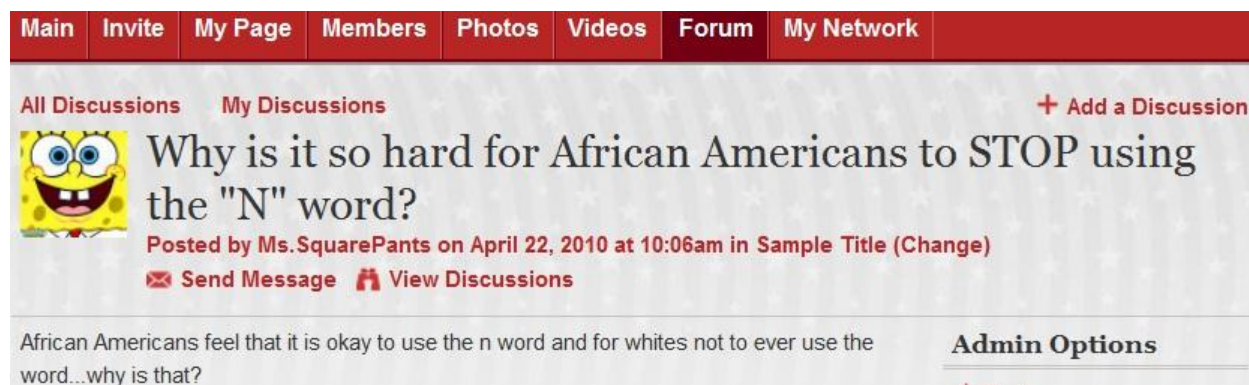 Main Invite My Page Members Photos Videos Forum My Network
All Discussions My Discussions + Add a Discussion
Why is it so hard for African Americans to STOP using
the "N" word?
Posted by Ms.SquarePants on April 22, 2010 at 10:06am in Sample Title (Change)
Send Message View Discussions
African Americans feel that it is okay to use the n word and for whites not to ever use the
word...why is that?
Admin Options